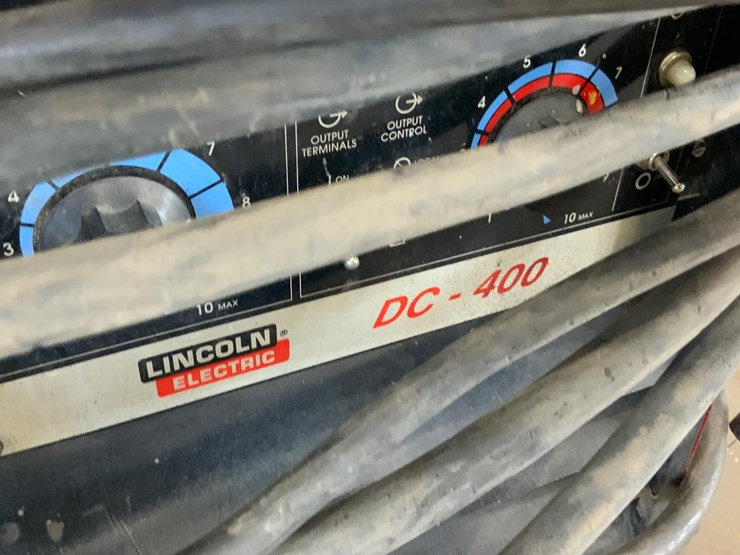 5 6
4 7
OUTPUT
TERMINALS
OUTPUT
CONTROL
7
4 8
3
ON
10 MAX
10 MAX
DC - 400
LINCOLN ®
ELECTRIC